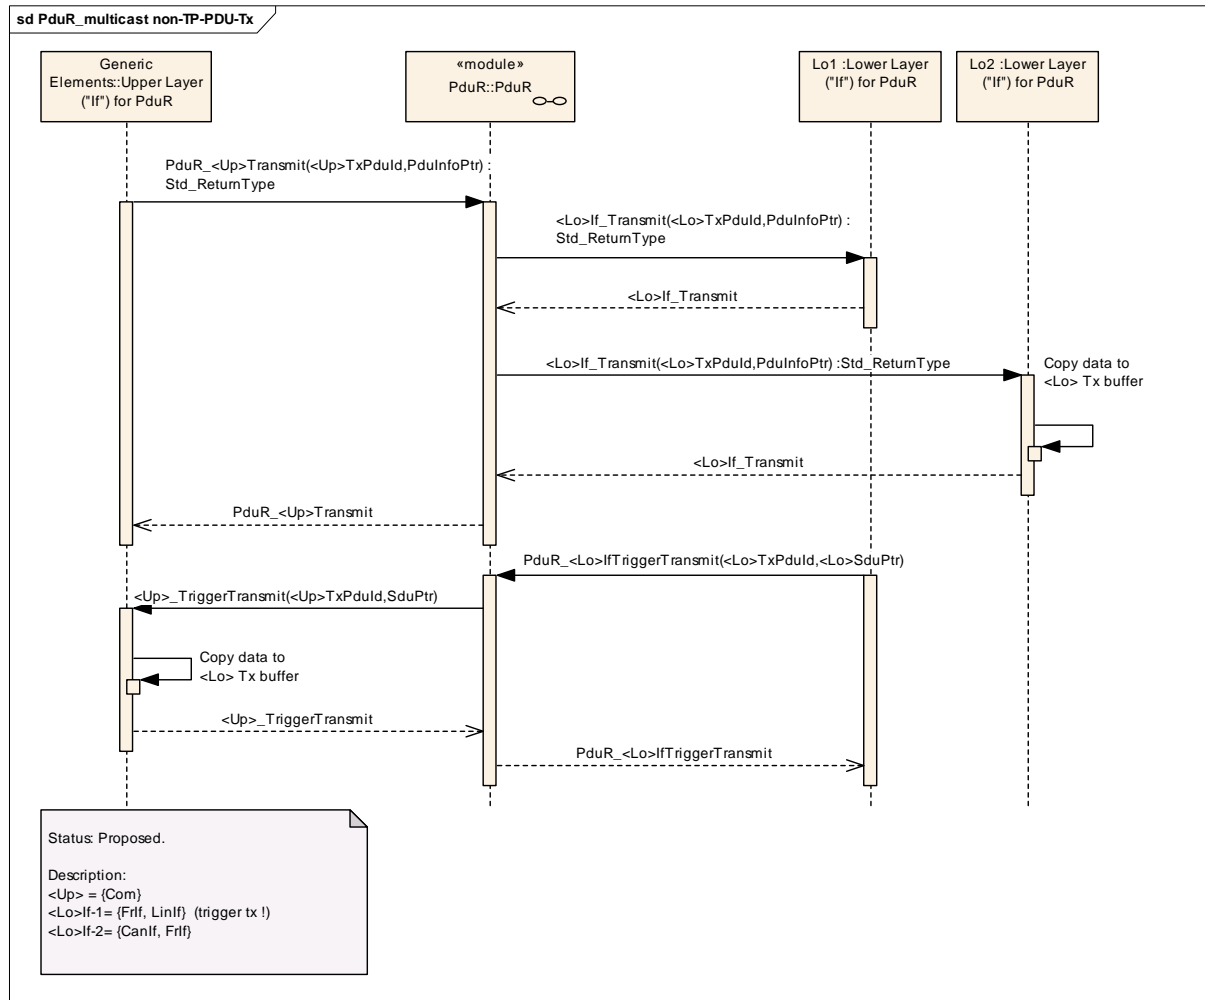 sd PduR_multicast non-TP-PDU-Tx
Generic
Elements::Upper Layer
("If") for PduR
«module»
PduR::PduR
Lo1 :Lower Layer
("If") for PduR
Lo2 :Lower Layer
("If") for PduR
PduR_<Up>Transmit(<Up>TxPduId,PduInfoPtr) :
Std_ReturnType
<Lo>If_Transmit(<Lo>TxPduId,PduInfoPtr) :
Std_ReturnType
<Lo>If_Transmit
<Lo>If_Transmit(<Lo>TxPduId,PduInfoPtr) :Std_ReturnType
Copy data to
<Lo> Tx buffer
<Lo>If_Transmit
PduR_<Up>Transmit
PduR_<Lo>IfTriggerTransmit(<Lo>TxPduId,<Lo>SduPtr)
<Up>_TriggerTransmit(<Up>TxPduId,SduPtr)
Copy data to
<Lo> Tx buffer
<Up>_TriggerTransmit
PduR_<Lo>IfTriggerTransmit
Status: Proposed.
Description:
<Up> = {Com}
<Lo>If-1= {FrIf, LinIf}  (trigger tx !)
<Lo>If-2= {CanIf, FrIf}